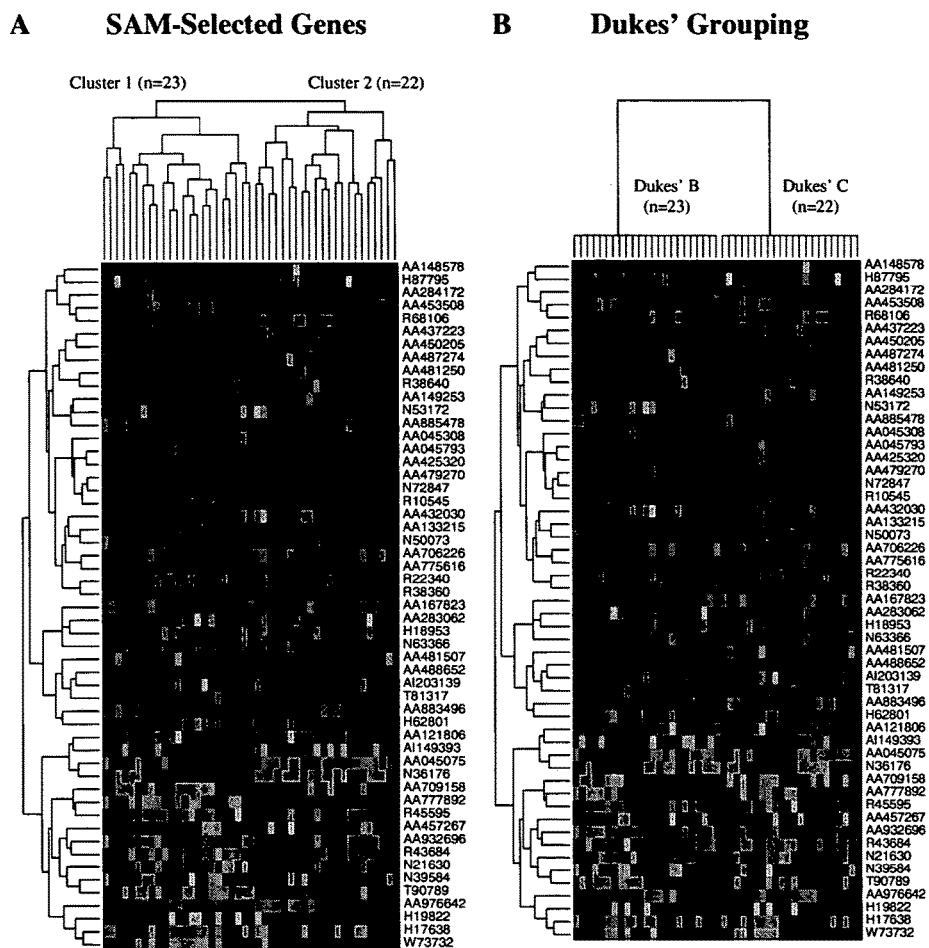 A SAM-Selected Genes
Cluster 1 (n=23)
Cluster 2 (n=22)
AA148578
H87795
AA284172
AA453508
R68106
AA437223
AA450205
AA487274
AA481250
R38640
AA149253
N53172
AA885478
AA045308
AA045793
AA425320
AA479270
N72847
R10545
AA432030
AA133215
N50073
AA706226
AA775616
R22340
R38360
AA167823
AA283062
H18953
N63366
AA481507
AA488652
AI203139
T81317
AA883496
H62801
AA121806
AI149393
AA045075
N36176
AA709158
AA777892
R45595
AA457267
AA932696
R43684
N21630
N39584
T90789
AA976642
H19822
H17638
W73732
B Dukes' Grouping
Dukes' B
(n=23)
Dukes' C
(n=22)
AA148578
H87795
AA284172
AA453508
R68106
AA437223
AA450205
AA487274
AA481250
R38640
AA149253
N53172
AA885478
AA045308
AA045793
AA425320
AA479270
N72847
R10545
AA432030
AA133215
N50073
AA706226
AA775616
R22340
R38360
AA167823
AA283062
H18953
N63366
AA481507
AA488652
AI203139
T81317
AA883496
H62801
AA121806
AI149393
AA045075
N36176
AA709158
AA777892
R45595
AA457267
AA932696
R43684
N21630
N39584
T90789
AA976642
H19822
H17638
W73732